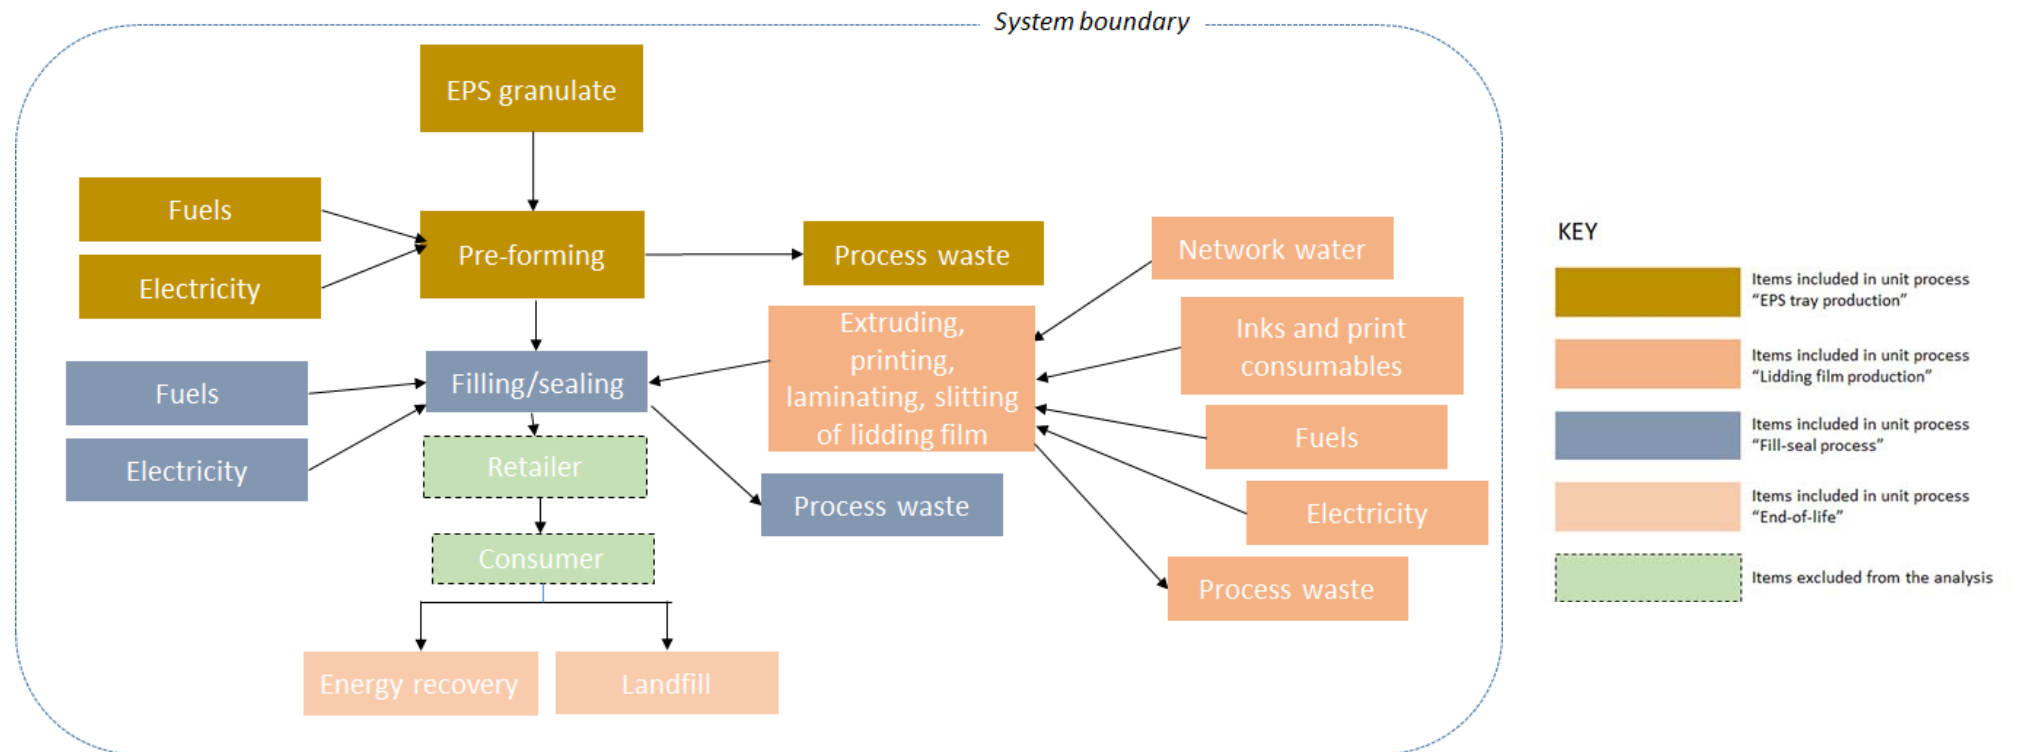 System boundary
EPS granulate
Fuels
Pre-forming
Process waste
Network water
Electricity
Extruding,
printing,
laminating, slitting
of lidding film
Inks and print
consumables
Fuels
Filling/sealing
Fuels
Electricity
Retailer
Process waste
Electricity
Consumer
Process waste
Energy recovery
Landfill
KEY
Items included in unit process
“EPS tray production”
Items included in unit process
“Lidding film production”
Items included in unit process
“Fill-seal process”
Items included in unit process
“End-of-life”
Items excluded from the analysis